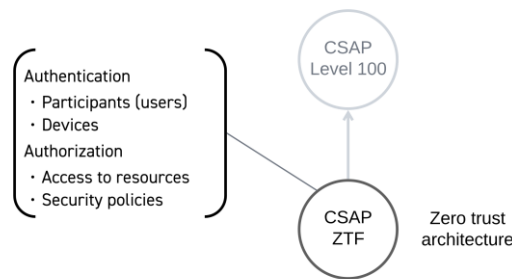 Authentication
・Participants (users)
・Devices
Authorization
・Access to resources
・Security policies
CSAP
Level 100
CSAP
ZTF
Zero trust
architecture